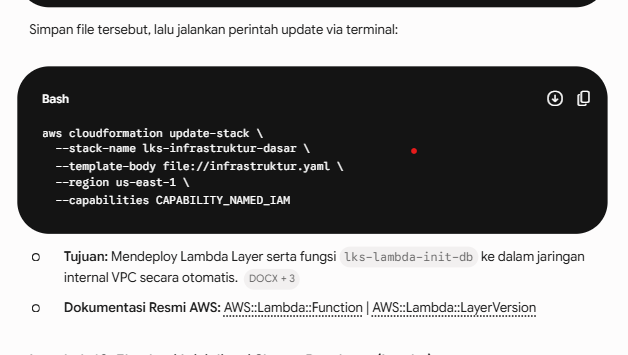 Simpan file tersebut, lalu jalankan perintah update via terminal:
Bash
aws cloudformation update-stack \
--stack-name lks-infrastruktur-dasar \
--template-body file://infrastruktur.yaml \
--region us-east-1 \
--capabilities CAPABILITY_NAMED_IAM
Tujuan: Mendeploy Lambda Layer serta fungsi lks-lambda-init-db ke dalam jaringan
internal VPC secara otomatis. DOCX + 3
Dokumentasi Resmi AWS: AWS::Lambda::Function | AWS::Lambda::LayerVersion